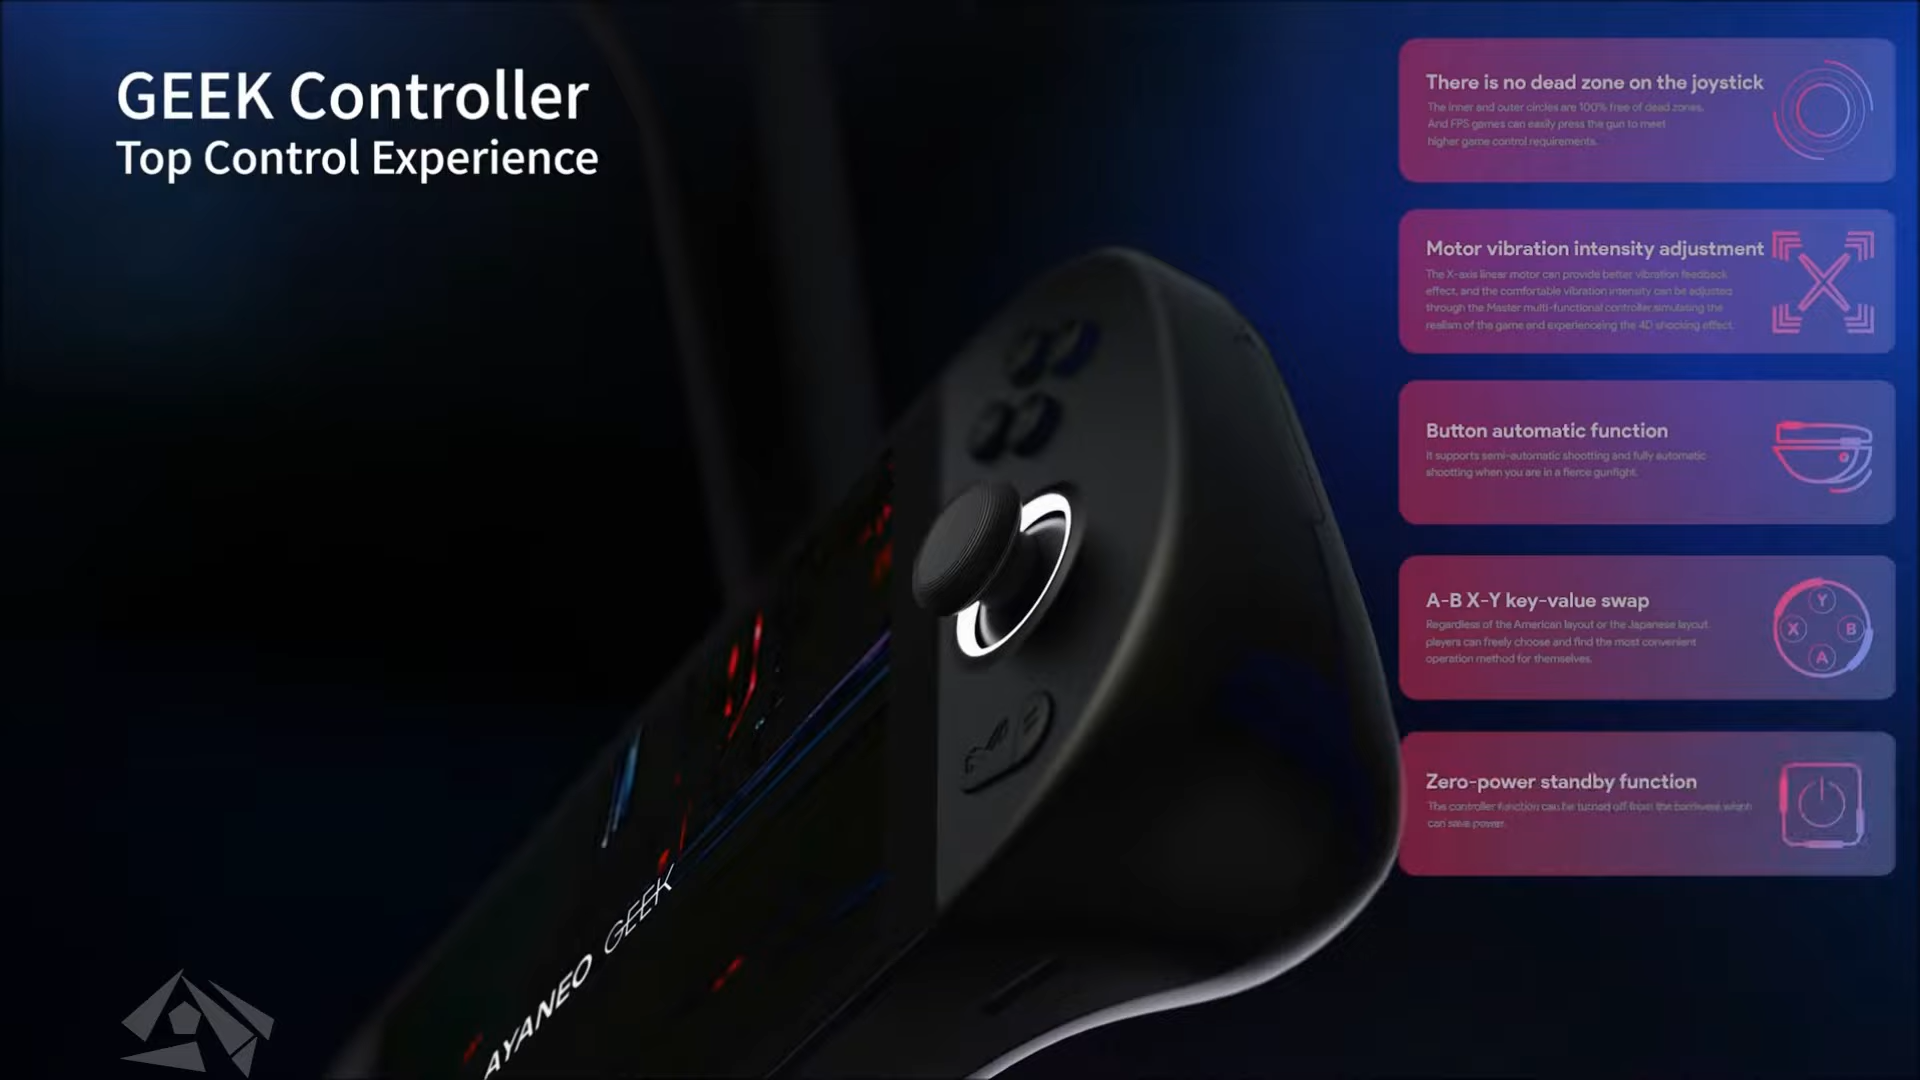 GEEK Controller
Top Control Experience
There is no dead zone on the joystick
The inner and outer circles are 100% free of dead zones.
And FPS games can easily press the gun to meet
higher game control requirements.
Motor vibration intensity adjustment
The X-axis linear motor can provide better vibration feedback
effect, and the comfortable vibration intensity can be adjusted
through the Master multi-functional controller,simulating the
realism of the game and experienceing the 4D shocking effect.
Button automatic function
It supports semi-automatic shootting and fully automatic
shootting when you are in a fierce gunfight.
A-B X-Y key-value swap
Regardless of the American layout or the Japanese layout,
players can freely choose and find the most convenient
operation method for themselves.
Y
X B
A
Zero-power standby function
This controller function can be turned off from the which
can save power.
AYANEO GEEK